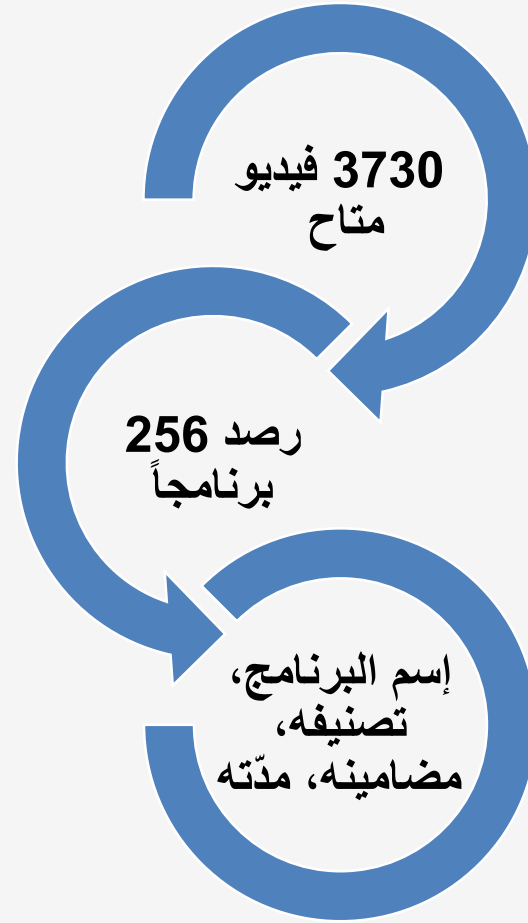 3730 فيديو
متاح
رصد 256
برنامجاً
إسم البرنامج،
تصنيفه،
مضامينه، مدّته